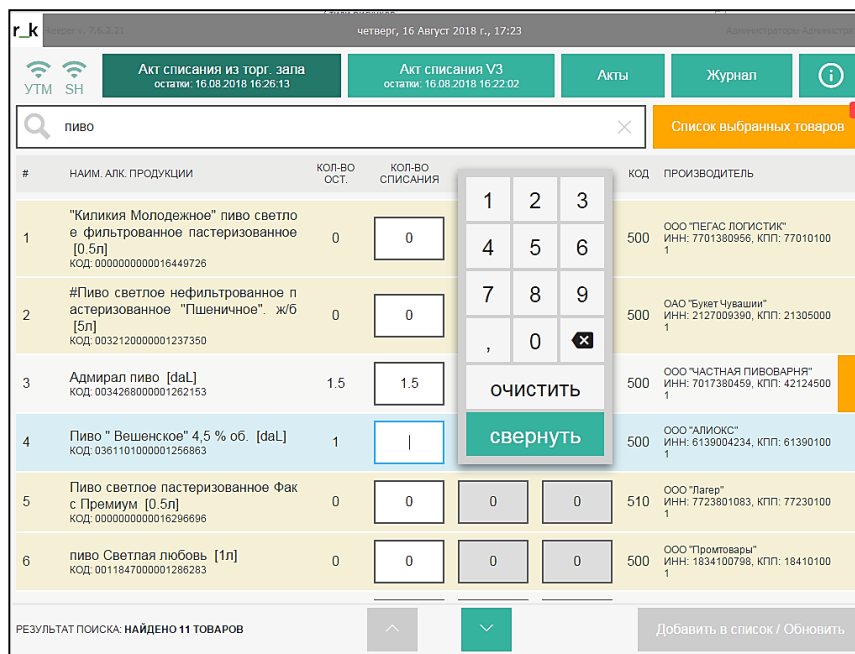 r_k
keeper v. 7.6.2.21
четверг, 16 Август 2018 г., 17:23
Администраторы Администра
УТМ
SH
Акт списания из торг. зала
остатки: 16.08.2018 16:26:13
Акт списания V3
остатки: 16.08.2018 16:22:02
Акты
Журнал
пиво
Список выбранных товаров
#
НАИМ. АЛК. ПРОДУКЦИИ
КОЛ-ВО
ОСТ.
КОЛ-ВО
СПИСАНИЯ
КОД
ПРОИЗВОДИТЕЛЬ
1
"Киликия Молодежное" пиво светло
е фильтрованное пастеризованное
[0.5л]
КОД: 0000000000016449726
0
0
500
ООО "ПЕГАС ЛОГИСТИК"
ИНН: 7701380956, КПП: 77010100
1
2
#Пиво светлое нефильтрованное п
астеризованное "Пшеничное". ж/б
[5л]
КОД: 0032120000001237350
0
0
500
ОАО "Букет Чувашии"
ИНН: 2127009390, КПП: 21305000
1
3
Адмирал пиво [daL]
КОД: 0034268000001262153
1.5
1.5
500
ООО "ЧАСТНАЯ ПИВОВАРНЯ"
ИНН: 7017380459, КПП: 42124500
1
4
Пиво " Вешенское" 4,5 % об. [daL]
КОД: 0361101000001256863
1
500
ООО "АЛИОКС"
ИНН: 6139004234, КПП: 61390100
1
5
Пиво светлое пастеризованное Фак
с Премиум [0.5л]
КОД: 0000000000016296696
0
0
0
0
510
ООО "Лагер"
ИНН: 7723801083, КПП: 77230100
1
6
пиво Светлая любовь [1л]
КОД: 0011847000001286283
0
0
0
0
500
ООО "Промтовары"
ИНН: 1834100798, КПП: 18410100
1
1 2 3
4 5 6
7 8 9
, 0
очистить
свернуть
РЕЗУЛЬТАТ ПОИСКА: НАЙДЕНО 11 ТОВАРОВ
Добавить в список / Обновить